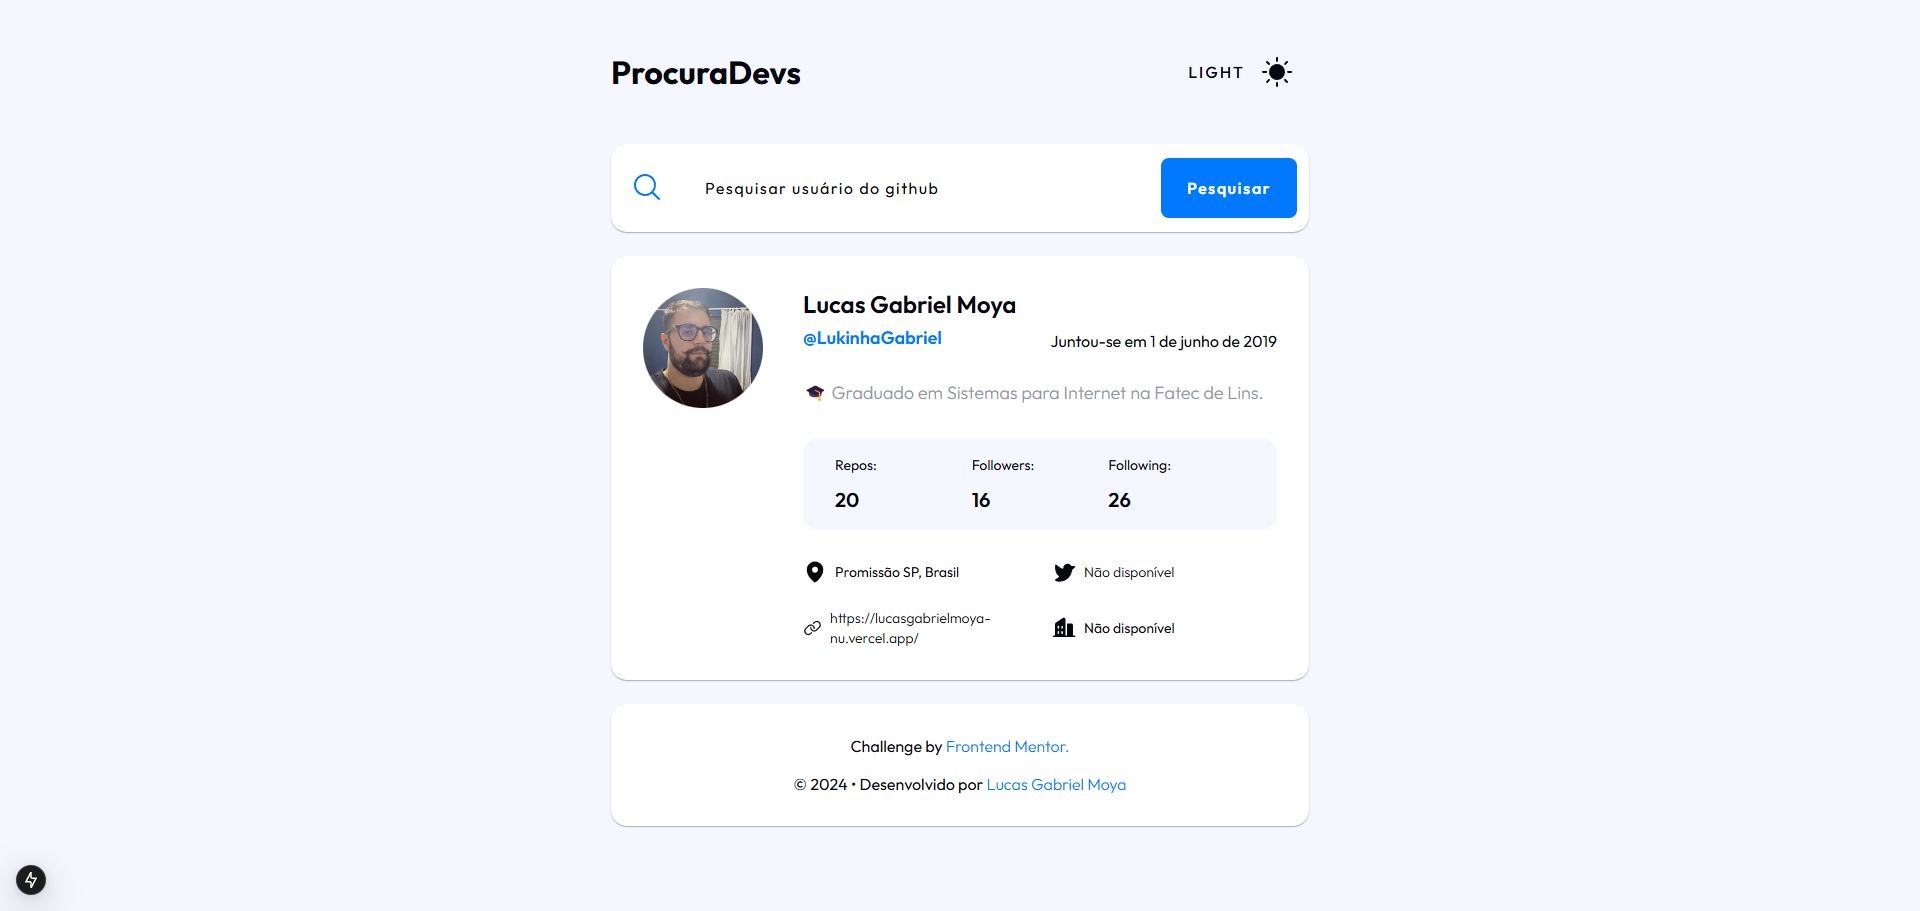 ProcuraDevs
LIGHT
Pesquisar usuário do github
Pesquisar
Lucas Gabriel Moya
@LukinhaGabriel
Juntou-se em 1 de junho de 2019
🎓 Graduado em Sistemas para Internet na Fatec de Lins.
Repos: Followers: Following:
20 16 26
Promissão SP, Brasil
Não disponível
https://lucasgabrielmoya-
nu.vercel.app/
Não disponível
Challenge by Frontend Mentor.
© 2024 • Desenvolvido por Lucas Gabriel Moya